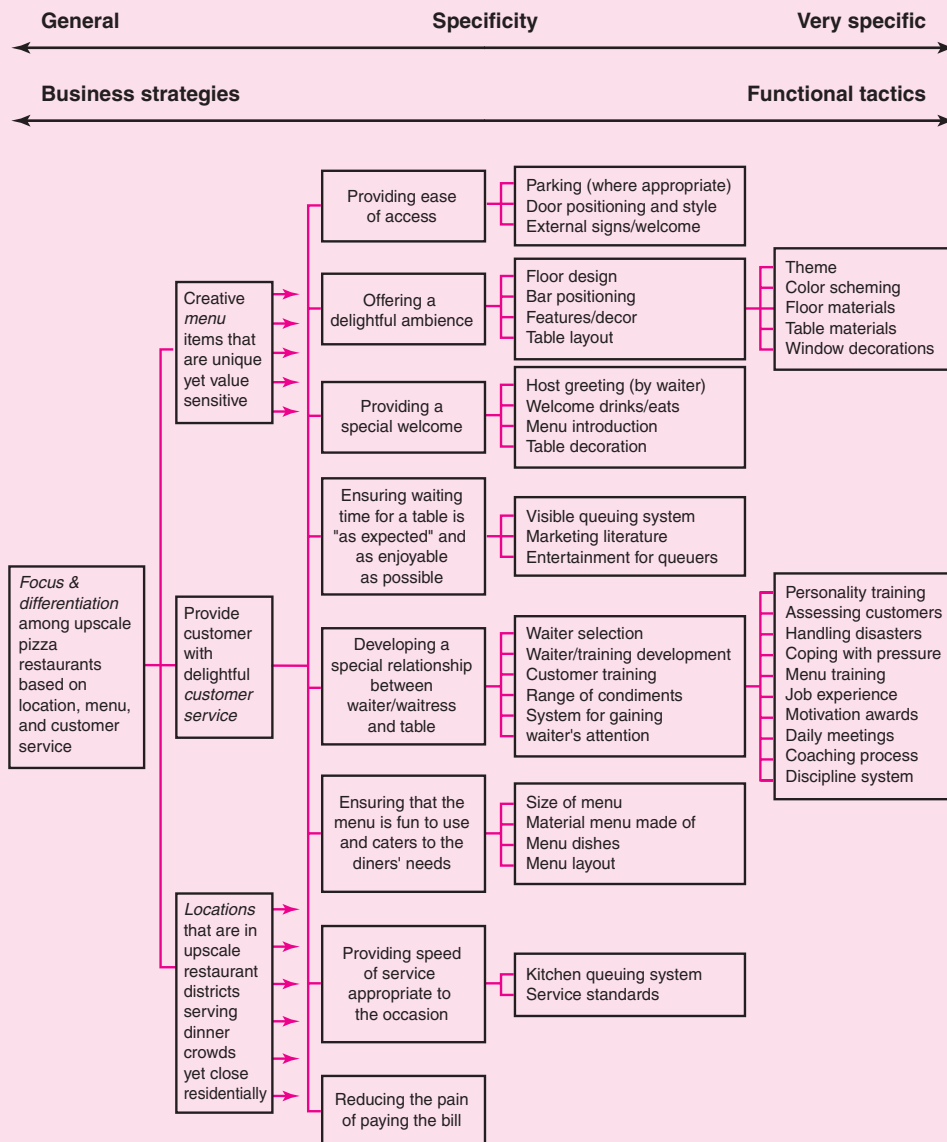 General
Specificity
Very specific
Business strategies
Functional tactics
Focus &
differentiation
among upscale
pizza
restaurants
based on
location, menu,
and customer
service
Creative
menu
items that
are unique
yet value
sensitive
Provide
customer
with
delightful
customer
service
Locations
that are in
upscale
restaurant
districts
serving
dinner
crowds
yet close
residentially
Providing ease
of access
Parking (where appropriate)
Door positioning and style
External signs/welcome
Offering a
delightful ambience
Floor design
Bar positioning
Features/decor
Table layout
Theme
Color scheming
Floor materials
Table materials
Window decorations
Providing a
special welcome
Host greeting (by waiter)
Welcome drinks/eats
Menu introduction
Table decoration
Ensuring waiting
time for a table is
"as expected" and
as enjoyable
as possible
Visible queuing system
Marketing literature
Entertainment for queuers
Developing a
special relationship
between
waiter/waitress
and table
Waiter selection
Waiter/training development
Customer training
Range of condiments
System for gaining
waiter's attention
Personality training
Assessing customers
Handling disasters
Coping with pressure
Menu training
Job experience
Motivation awards
Daily meetings
Coaching process
Discipline system
Ensuring that the
menu is fun to use
and caters to the
diners' needs
Size of menu
Material menu made of
Menu dishes
Menu layout
Providing speed
of service
appropriate to
the occasion
Kitchen queuing system
Service standards
Reducing the pain
of paying the bill